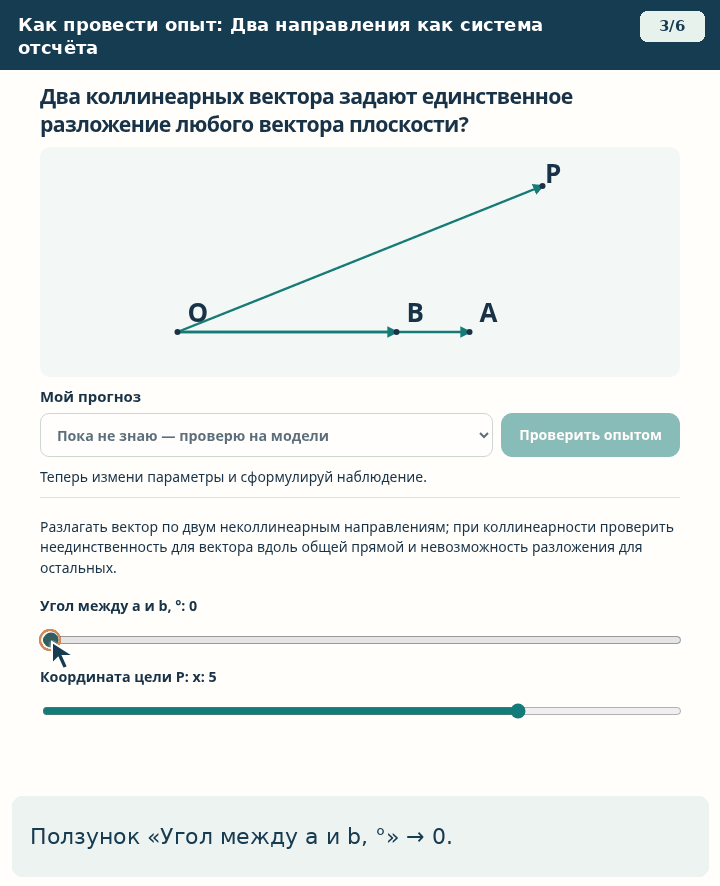 Как провести опыт: Два направления как система
отсчёта
3/6
Два коллинеарных вектора задают единственное
разложение любого вектора плоскости?
P
O
B
A
Мой прогноз
Пока не знаю — проверю на модели
Проверить опытом
Теперь измени параметры и сформулируй наблюдение.
Разлагать вектор по двум неколлинеарным направлениям; при коллинеарности проверить
неединственность для вектора вдоль общей прямой и невозможность разложения для
остальных.
Угол между a и b, °: 0
Координата цели P: x: 5
Ползунок «Угол между a и b, °» → 0.